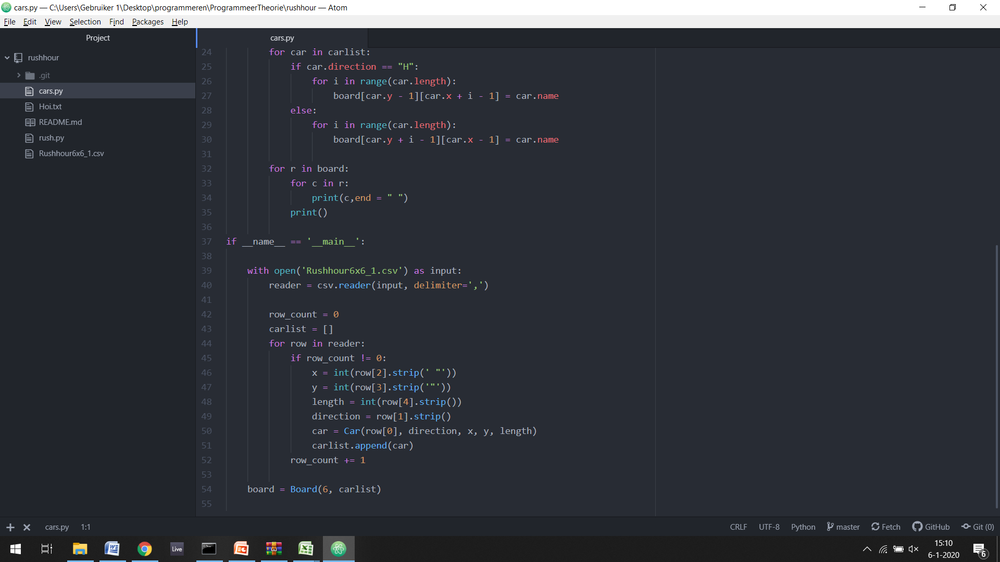 cars.py — C:\Users\Gebruiker 1\Desktop\programmeren\ProgrammeerTheorie\rushhour — Atom
File Edit View Selection Find Packages Help
Project
rushhour
.git
cars.py
Hoi.txt
README.md
rush.py
Rushhour6x6_1.csv
cars.py
24 for car in carlist:
25 if car.direction == "H":
26 for i in range(car.length):
27 board[car.y - 1][car.x + i - 1] = car.name
28 else:
29 for i in range(car.length):
30 board[car.y + i - 1][car.x - 1] = car.name
31
32 for r in board:
33 for c in r:
34 print(c,end = " ")
35 print()
36
37 if __name__ == '__main__':
38
39 with open('Rushhour6x6_1.csv') as input:
40 reader = csv.reader(input, delimiter=',')
41
42 row_count = 0
43 carlist = []
44 for row in reader:
45 if row_count != 0:
46 x = int(row[2].strip(' "'))
47 y = int(row[3].strip('"'))
48 length = int(row[4].strip())
49 direction = row[1].strip()
50 car = Car(row[0], direction, x, y, length)
51 carlist.append(car)
52 row_count += 1
53
54 board = Board(6, carlist)
55
cars.py 1:1 CRLF UTF-8 Python master Fetch GitHub Git (0)
Live
15:10
6-1-2020
6